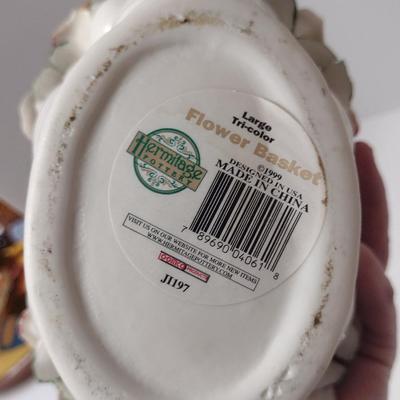 Large
Tri-color
Flower Basket
©1999
DESIGNED IN USA
MADE IN CHINA
Hermitage
POTTERY
7 89690 04061 8
VISIT US ON OUR WEBSITE FOR MORE NEW ITEMS
WWW.HERMITAGEPOTTERY.COM
JI197